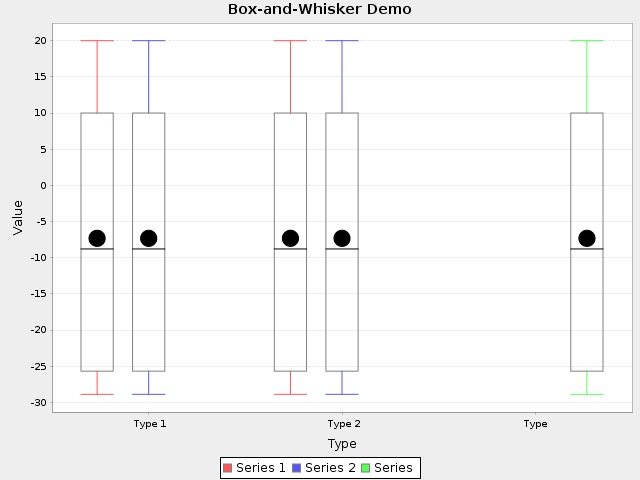 Box-and-Whisker Demo
20
15
10
5
0
-5
-10
-15
-20
-25
-30
Value
Type 1 Type 2 Type
Type
Series 1 Series 2 Series